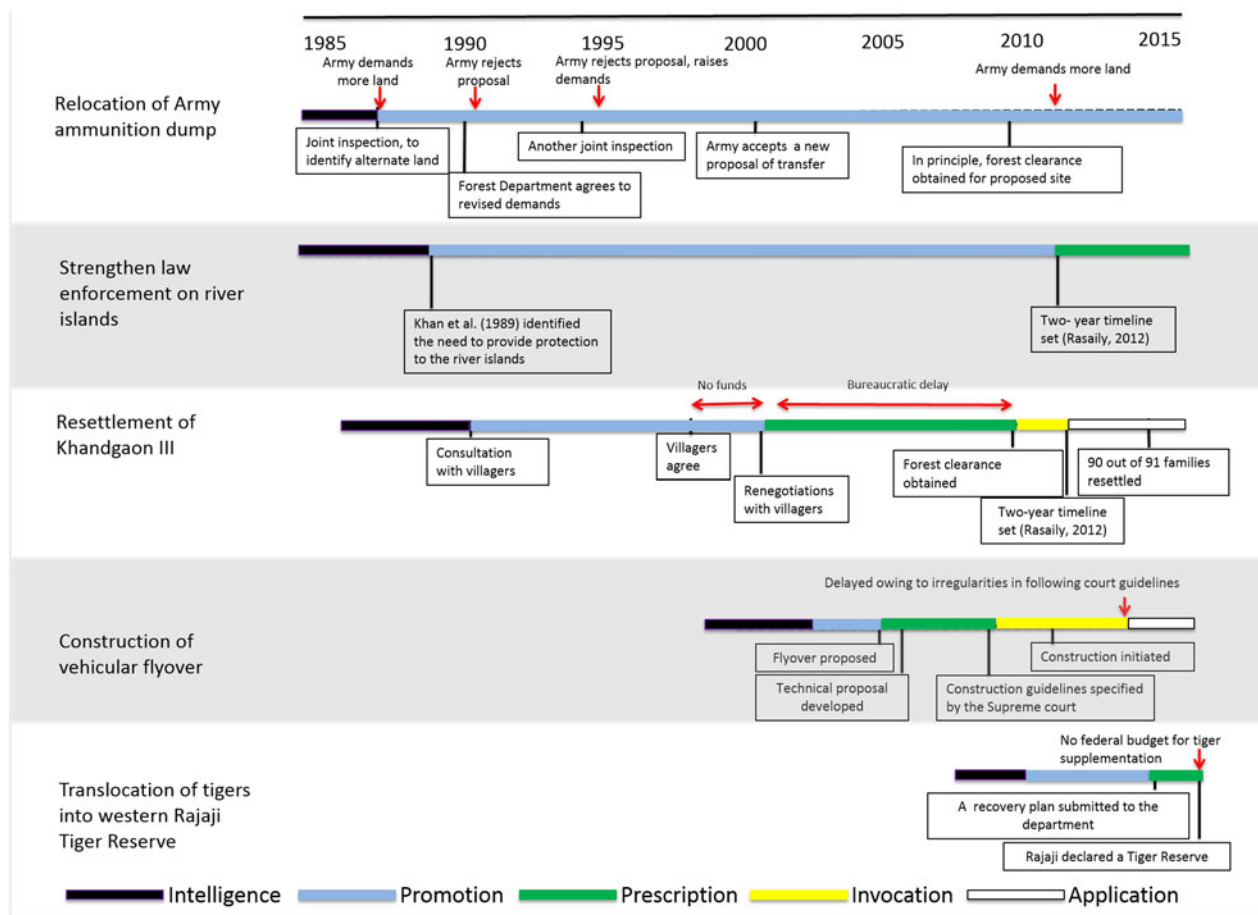 1985 1990 1995 2000 2005 2010 2015
Army demands
more land
Army rejects
proposal
Army rejects proposal, raises
demands
Army demands more land
Relocation of Army
ammunition dump
Joint inspection, to
identify alternate land
Forest Department agrees to
revised demands
Another joint inspection
Army accepts a new
proposal of transfer
In principle, forest clearance
obtained for proposed site
Strengthen law
enforcement on river
islands
Khan et al. (1989) identified
the need to provide protection
to the river islands
Two- year timeline
set (Rasaily, 2012)
No funds
Bureaucratic delay
Resettlement of
Khandgaon III
Consultation
with villagers
Villagers
agree
Renegotiations
with villagers
Forest clearance
obtained
Two-year timeline
set (Rasaily, 2012)
90 out of 91 families
resettled
Delayed owing to irregularities in following court guidelines
Construction of
vehicular flyover
Flyover proposed
Technical proposal
developed
Construction guidelines specified
by the Supreme court
Construction initiated
No federal budget for tiger
supplementation
Translocation of tigers
into western Rajaji
Tiger Reserve
A recovery plan submitted to the
department
Rajaji declared a Tiger Reserve
Intelligence Promotion Prescription Invocation Application